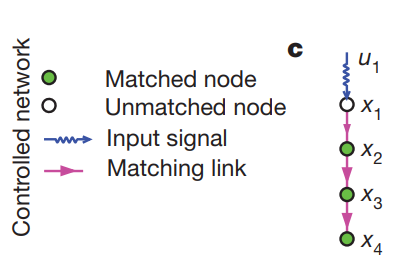 Controlled network
Matched node
Unmatched node
Input signal
Matching link
c
u1
x1
x2
x3
x4